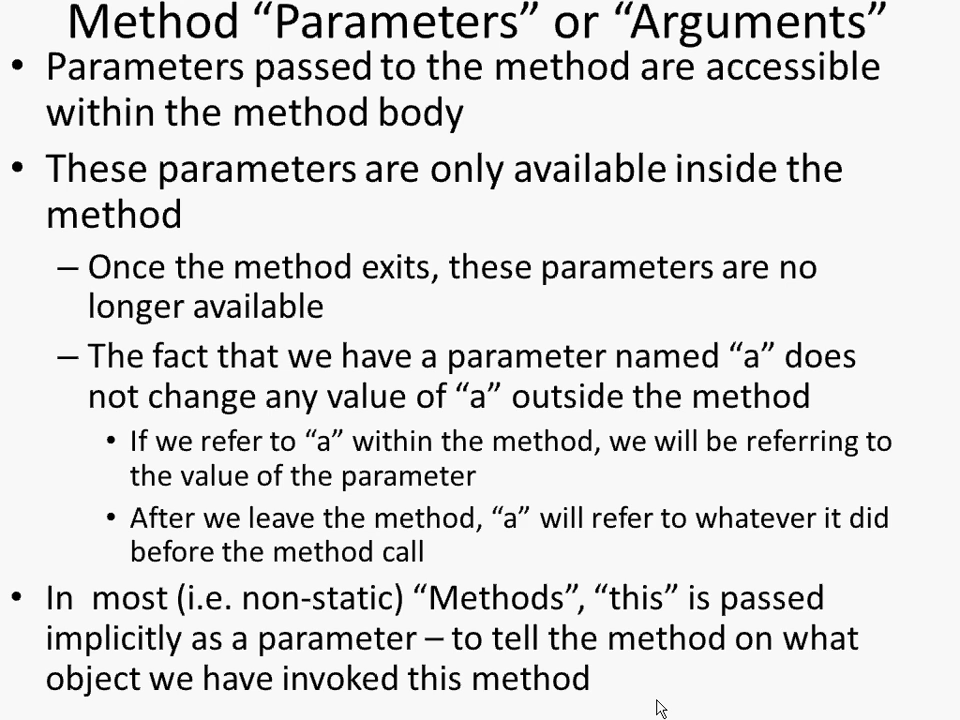 Method “Parameters” or “Arguments”
• Parameters passed to the method are accessible
within the method body
• These parameters are only available inside the
method
– Once the method exits, these parameters are no
longer available
– The fact that we have a parameter named “a” does
not change any value of “a” outside the method
• If we refer to “a” within the method, we will be referring to
the value of the parameter
• After we leave the method, “a” will refer to whatever it did
before the method call
• In  most (i.e. non-static) “Methods”, “this” is passed
implicitly as a parameter – to tell the method on what
object we have invoked this method